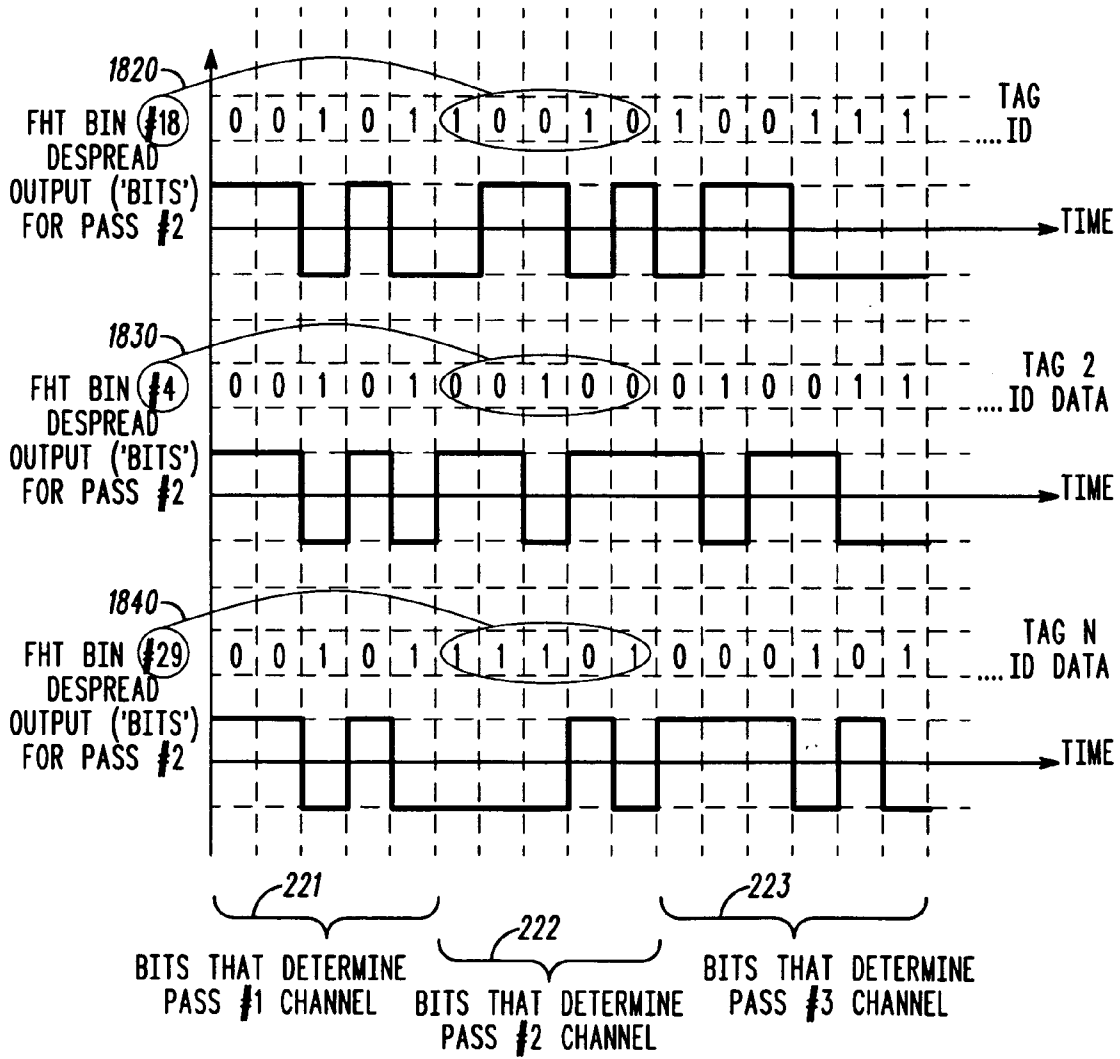 1820
FHT BIN #18
DESPREAD
OUTPUT ('BITS')
FOR PASS #2
0 0 1 0 1 1 0 0 1 0 1 0 0 1 1 1
TAG
.... ID
TIME
1830
FHT BIN #4
DESPREAD
OUTPUT ('BITS')
FOR PASS #2
0 0 1 0 1 0 0 1 0 0 0 1 0 0 1 1
TAG 2
.... ID DATA
TIME
1840
FHT BIN #29
DESPREAD
OUTPUT ('BITS')
FOR PASS #2
0 0 1 0 1 1 1 1 0 1 0 0 0 1 0 1
TAG N
.... ID DATA
TIME
221
BITS THAT DETERMINE
PASS #1 CHANNEL
222
BITS THAT DETERMINE
PASS #2 CHANNEL
223
BITS THAT DETERMINE
PASS #3 CHANNEL